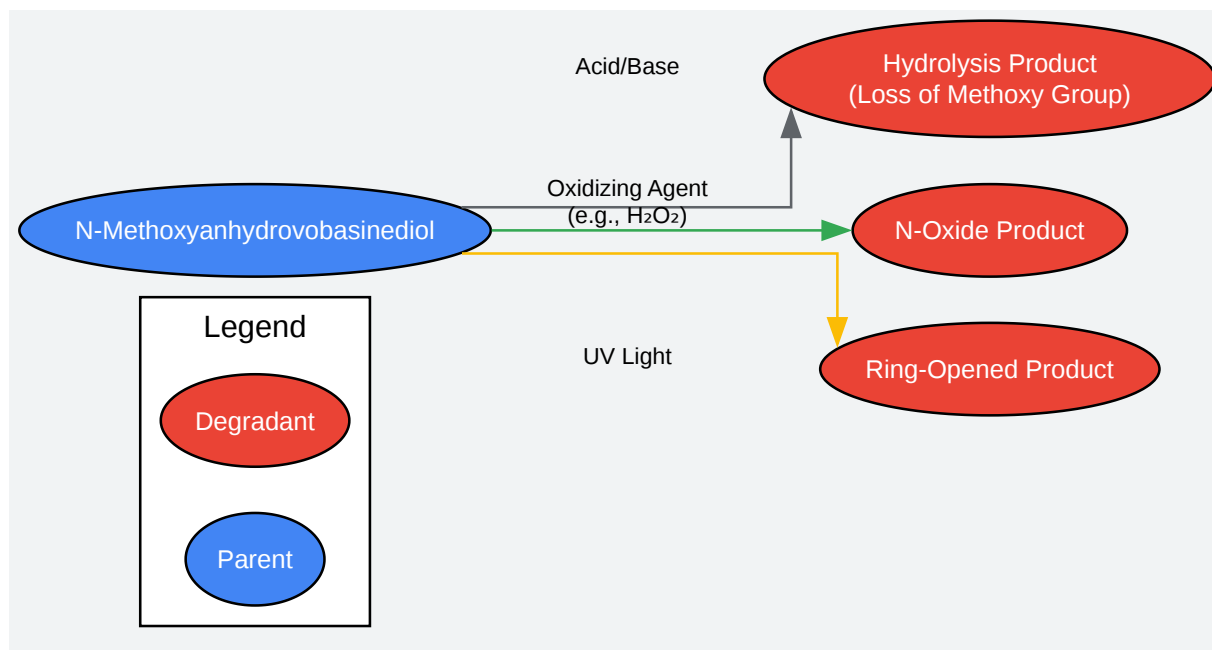 Acid/Base
Hydrolysis Product
(Loss of Methoxy Group)
N-Methoxyanhydrovobasinediol
Oxidizing Agent
(e.g., H₂O₂)
N-Oxide Product
UV Light
Ring-Opened Product
Legend
Degradant
Parent